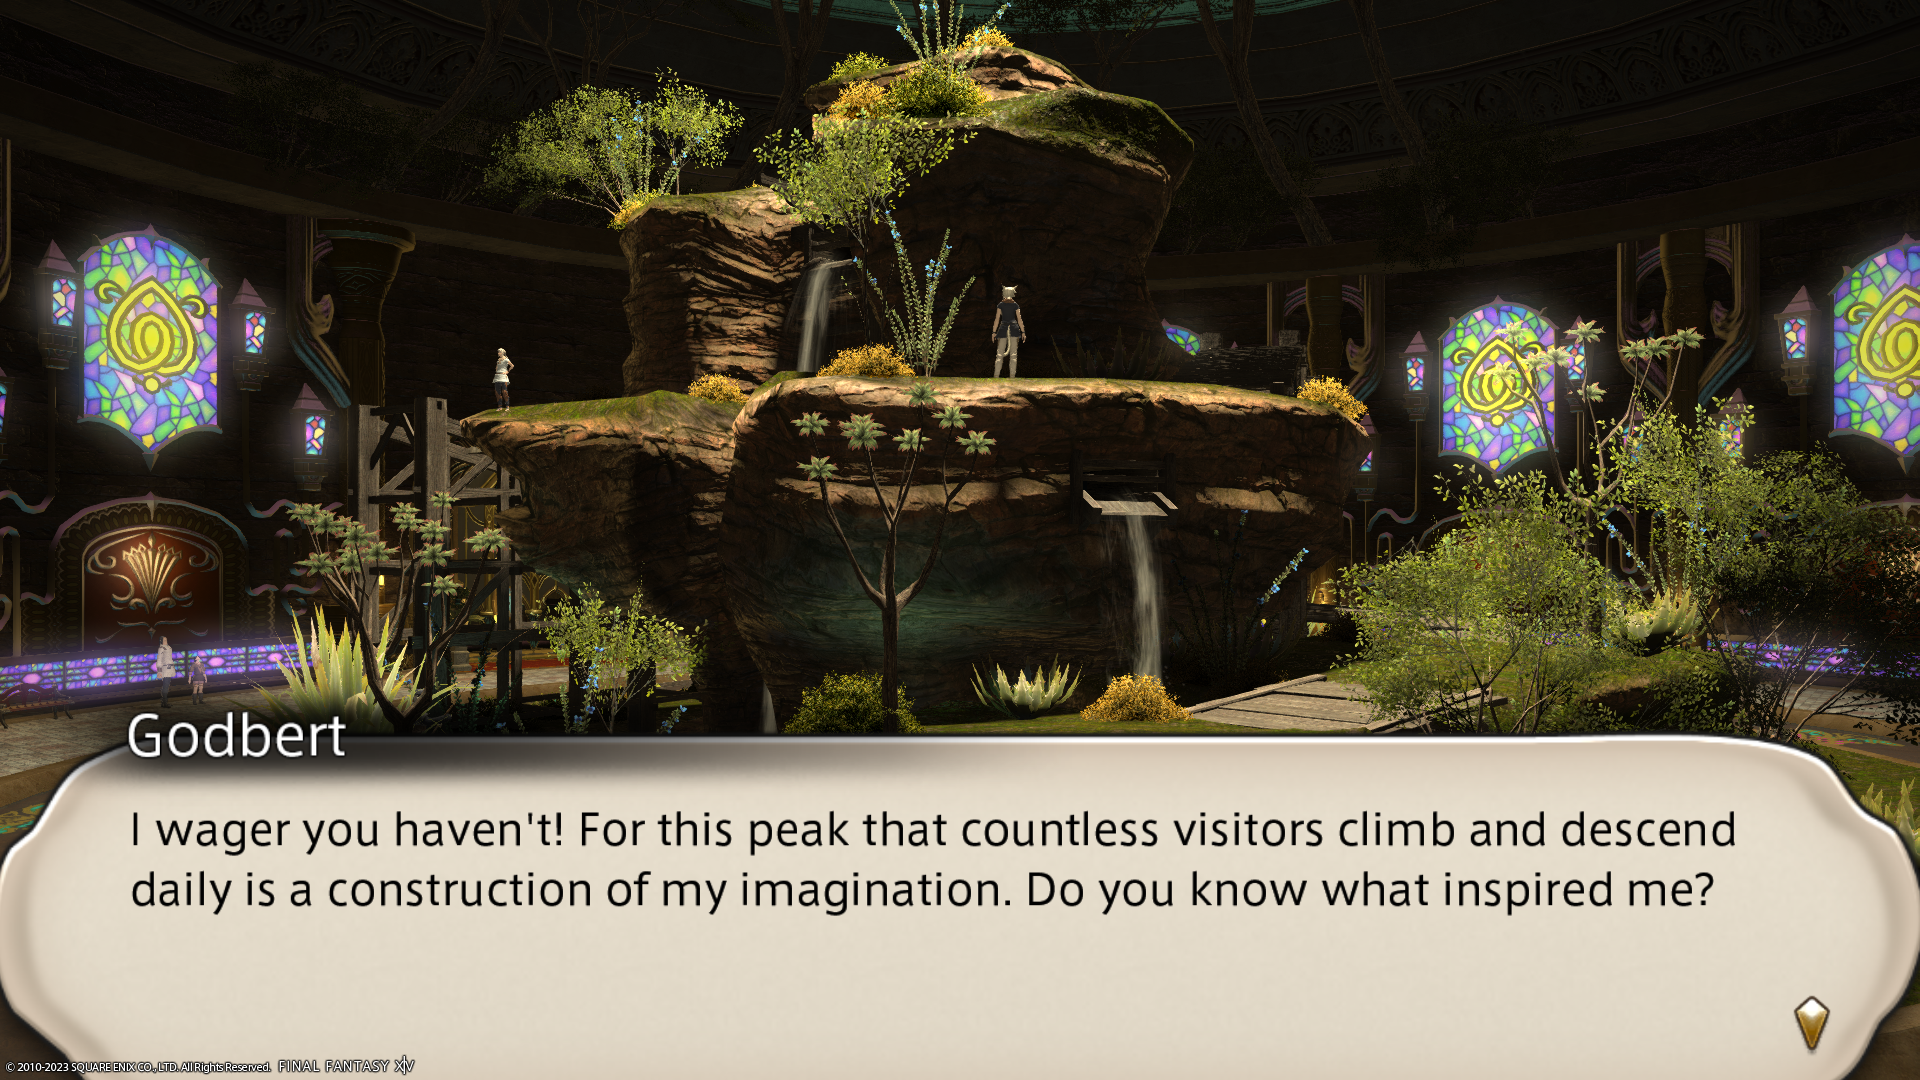 Godbert
I wager you haven't! For this peak that countless visitors climb and descend
daily is a construction of my imagination. Do you know what inspired me?
© 2010-2023 SQUARE ENIX CO., LTD. All Rights Reserved. FINAL FANTASY XIV